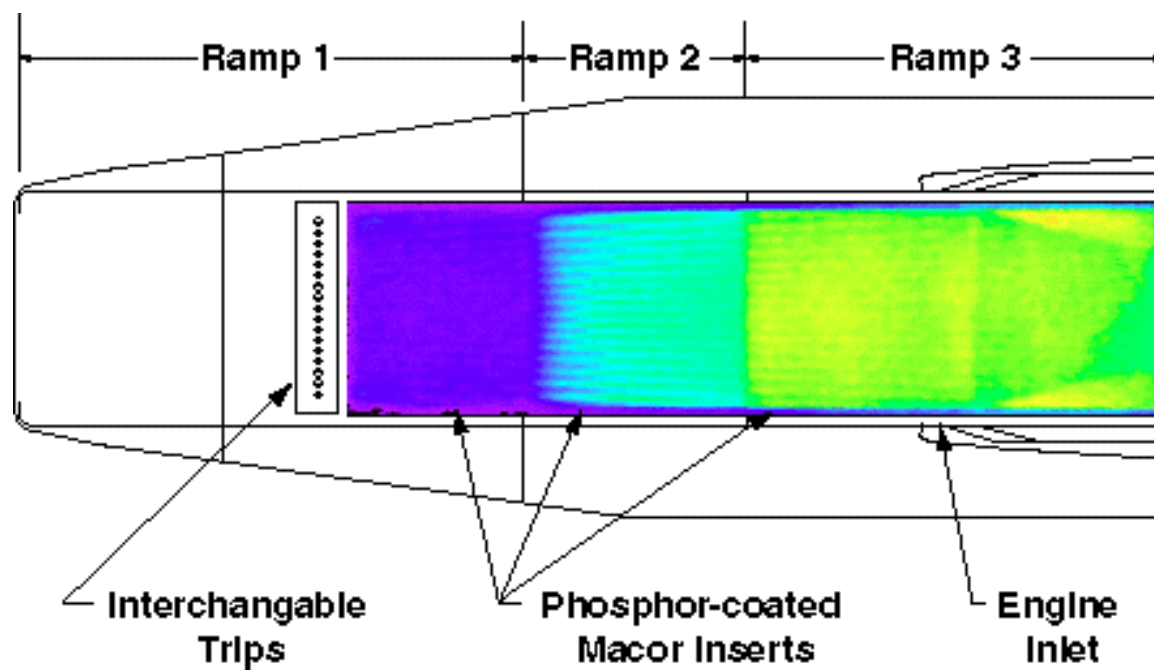 Ramp 1
Ramp 2
Ramp 3
Interchangable
Trips
Phosphor-coated
Macor Inserts
Engine
Inlet